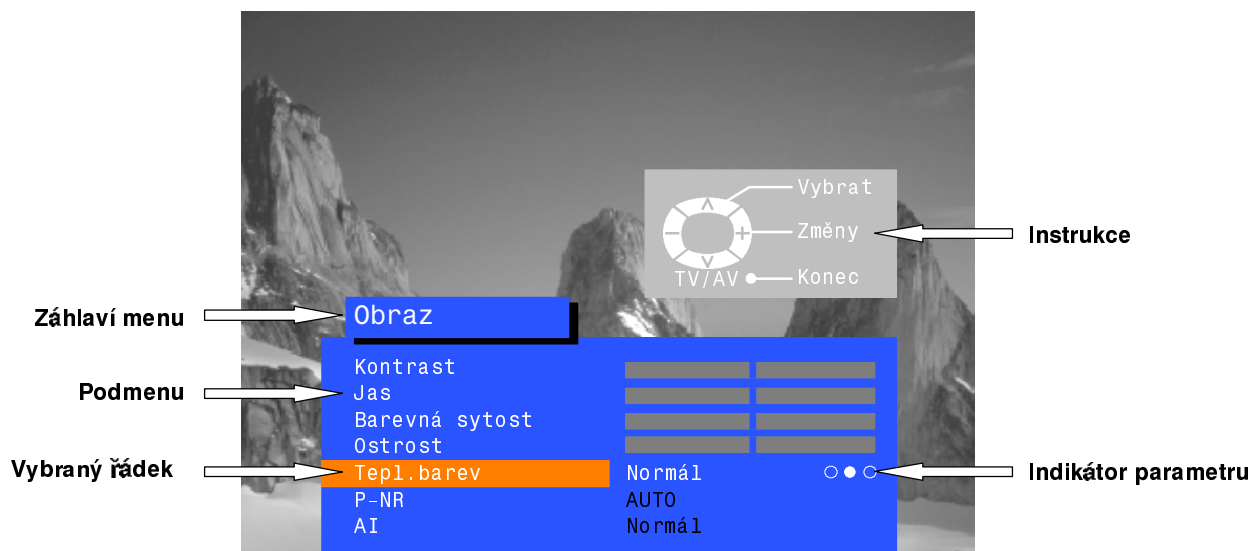 Vybrat
Změny
TV/AV Konec
Instrukce
Záhlaví menu
Obraz
Kontrast
Podmenu
Jas
Barevná sytost
Ostrost
Vybraný řádek
Tepl.barev Normál
Indikátor parametru
P-NR AUTO
AI Normál